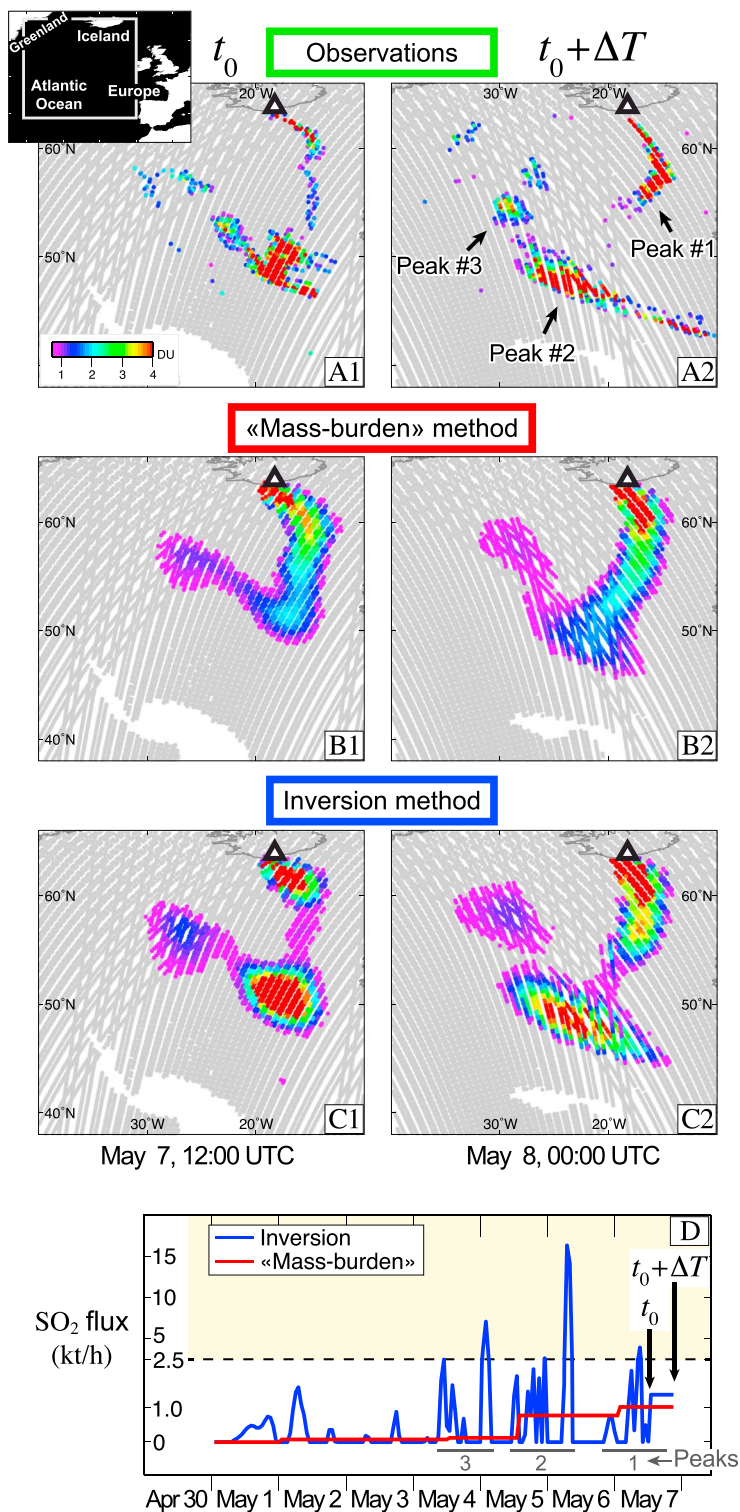 Greenland
Iceland
Atlantic
Ocean
Europe
t0
Observations
t0+ΔT
20˚W
30˚W
20˚W
60˚N
60˚N
50˚N
50˚N
Peak #1
Peak #3
Peak #2
DU
1 2 3 4
A1
A2
«Mass-burden» method
60˚N
60˚N
50˚N
50˚N
40˚N
B1
B2
Inversion method
60˚N
60˚N
50˚N
50˚N
40˚N
30˚W
20˚W
C1
30˚W
20˚W
C2
May 7, 12:00 UTC
May 8, 00:00 UTC
D
Inversion
«Mass-burden»
t0+ΔT
t0
15
10
5
2.5
1.0
0
SO2 flux
(kt/h)
3
2
1
←Peaks
Apr 30 May 1 May 2 May 3 May 4 May 5 May 6 May 7